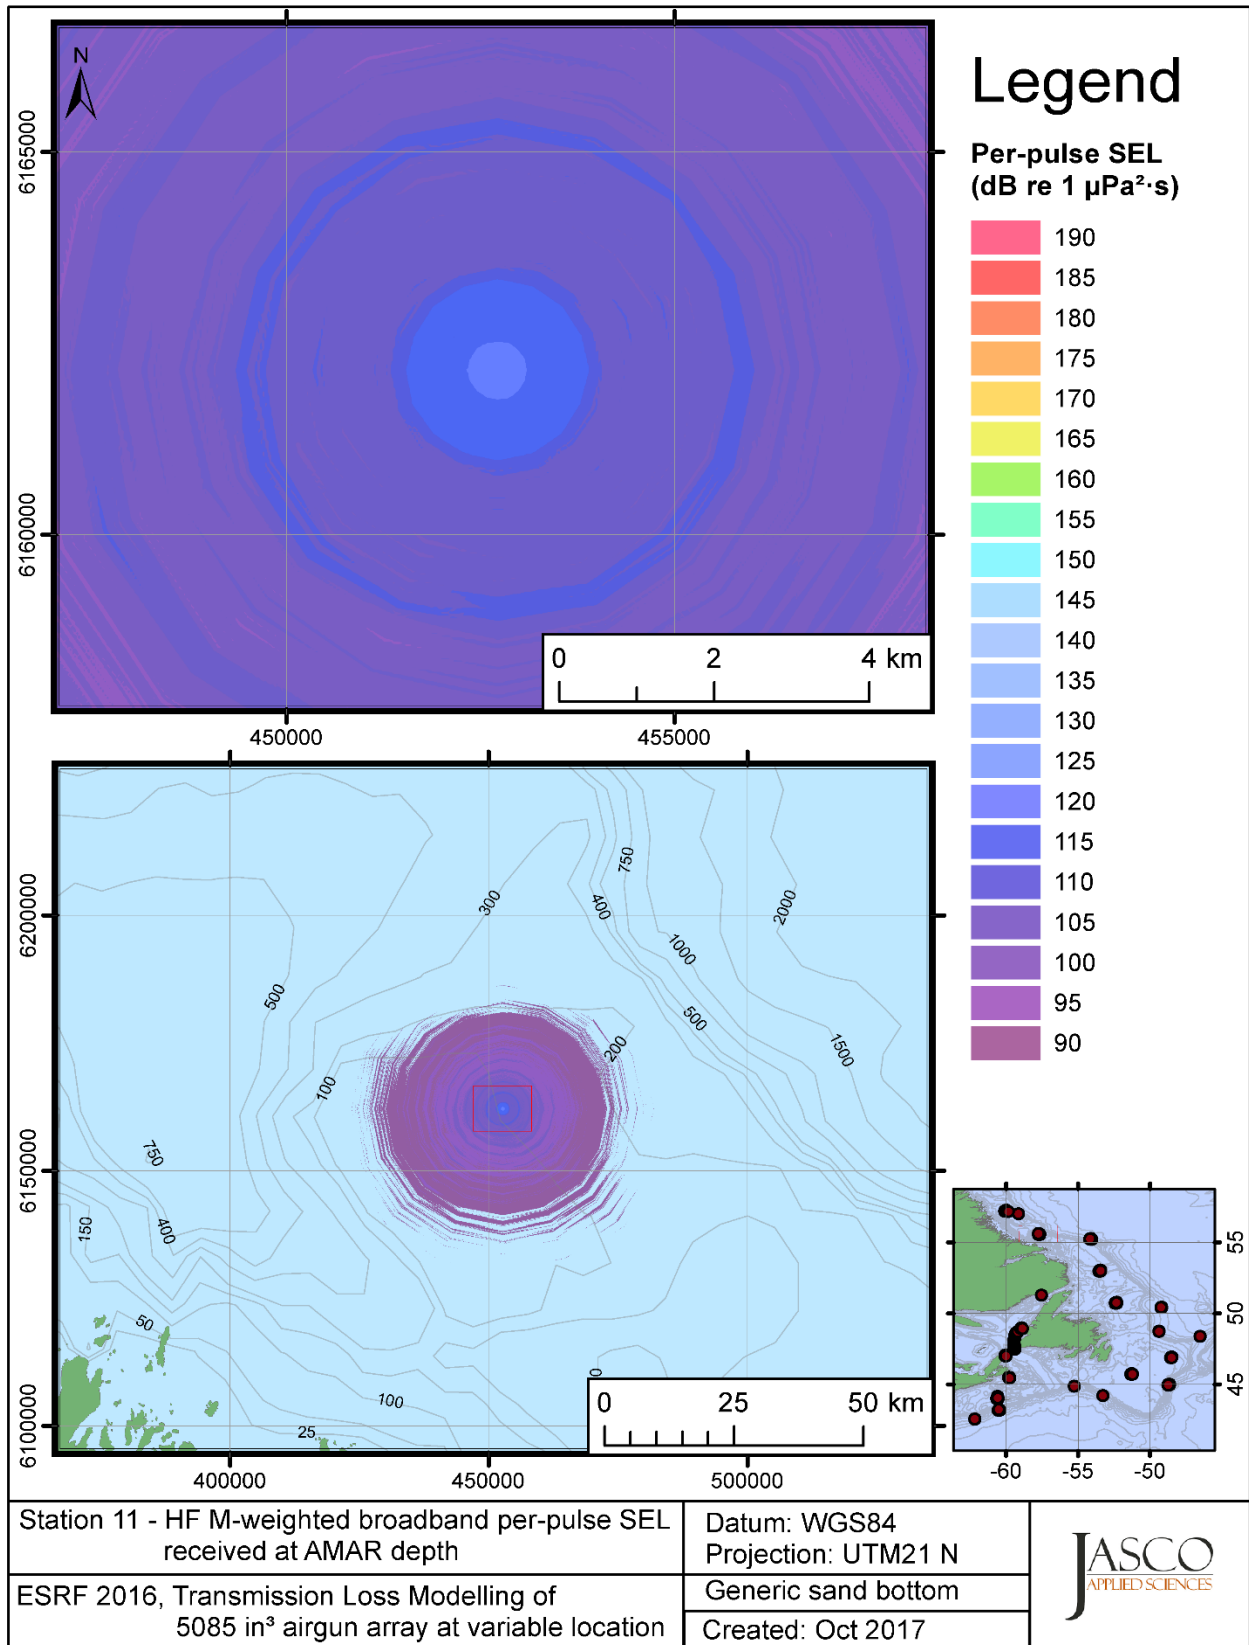 N
6165000
6160000
0 2 4 km
450000 455000
Legend
Per-pulse SEL
(dB re 1 µPa²·s)
190
185
180
175
170
165
160
155
150
145
140
135
130
125
120
115
110
105
100
95
90
6200000
6150000
6100000
750
300
400
2000
1000
500
500
1500
200
100
750
150
400
50
100
25
0 25 50 km
400000 450000 500000
55
50
45
-60 -55 -50
Station 11 - HF M-weighted broadband per-pulse SEL
received at AMAR depth
ESRF 2016, Transmission Loss Modelling of
5085 in³ airgun array at variable location
Datum: WGS84
Projection: UTM21 N
Generic sand bottom
Created: Oct 2017
JASCO
APPLIED SCIENCES